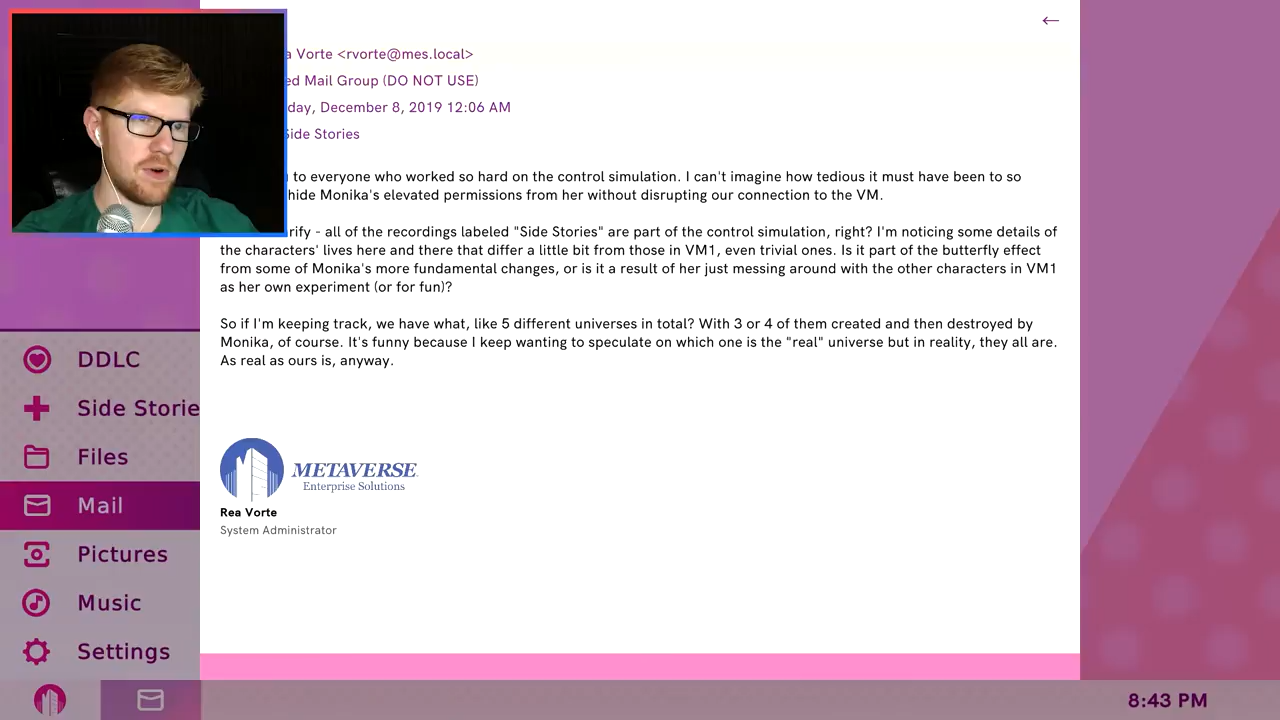 ←
a Vorte <rvorte@mes.local>
ed Mail Group (DO NOT USE)
day, December 8, 2019 12:06 AM
Side Stories
to everyone who worked so hard on the control simulation. I can't imagine how tedious it must have been to so
hide Monika's elevated permissions from her without disrupting our connection to the VM.
rify - all of the recordings labeled "Side Stories" are part of the control simulation, right? I'm noticing some details of
the characters' lives here and there that differ a little bit from those in VM1, even trivial ones. Is it part of the butterfly effect
from some of Monika's more fundamental changes, or is it a result of her just messing around with the other characters in VM1
as her own experiment (or for fun)?
So if I'm keeping track, we have what, like 5 different universes in total? With 3 or 4 of them created and then destroyed by
Monika, of course. It's funny because I keep wanting to speculate on which one is the "real" universe but in reality, they all are.
As real as ours is, anyway.
METAVERSE
Enterprise Solutions
Rea Vorte
System Administrator
DDLC
Side Storie
Files
Mail
Pictures
Music
Settings
8:43 PM